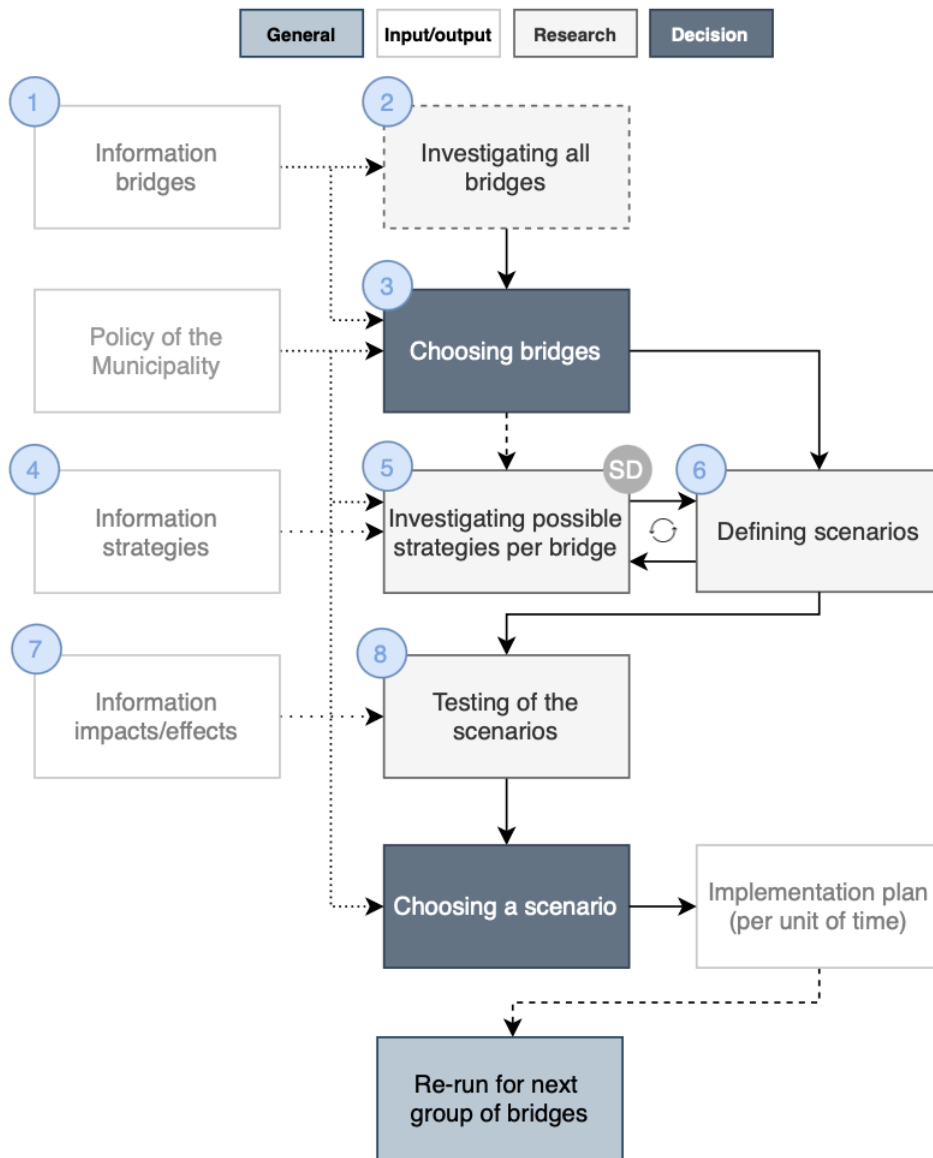 General
Input/output
Research
Decision
1
Information
bridges
2
Investigating all
bridges
3
Policy of the
Municipality
Choosing bridges
4
Information
strategies
5
SD
Investigating possible
strategies per bridge
6
Defining scenarios
7
Information
impacts/effects
8
Testing of the
scenarios
Choosing a scenario
Implementation plan
(per unit of time)
Re-run for next
group of bridges